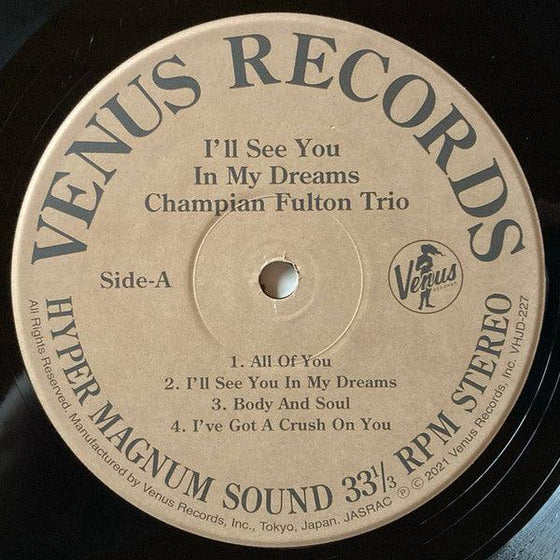 VENUS RECORDS
I'll See You
In My Dreams
Champian Fulton Trio
Side-A
Venus
RECORDS
1. All Of You
2. I'll See You In My Dreams
3. Body And Soul
4. I've Got A Crush On You
HYPER MAGNUM SOUND 33⅓ RPM STEREO
All Rights Reserved. Manufactured by Venus Records, Inc., Tokyo, Japan. JASRAC Ⓟ © 2021 Venus Records, Inc. VHJD-227